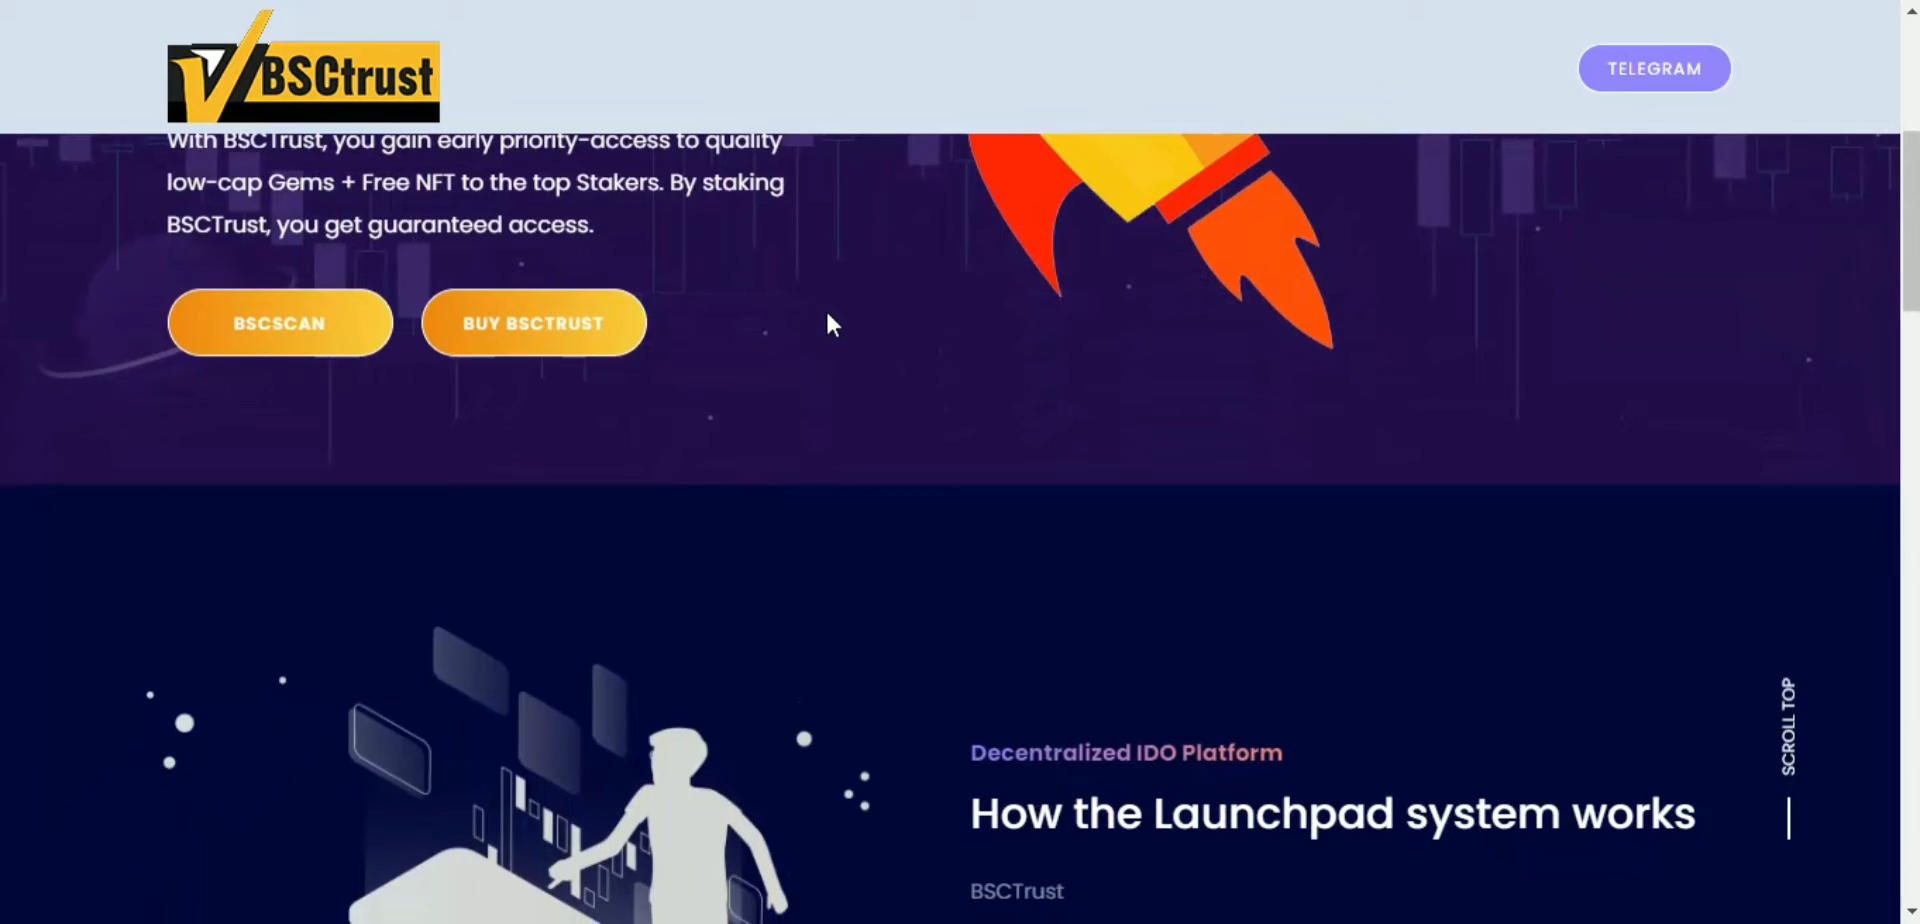 BSCtrust
TELEGRAM
With BSCTrust, you gain early priority-access to quality
low-cap Gems + Free NFT to the top Stakers. By staking
BSCTrust, you get guaranteed access.
BSCSCAN
BUY BSCTRUST
Decentralized IDO Platform
How the Launchpad system works
BSCTrust
SCROLL TOP